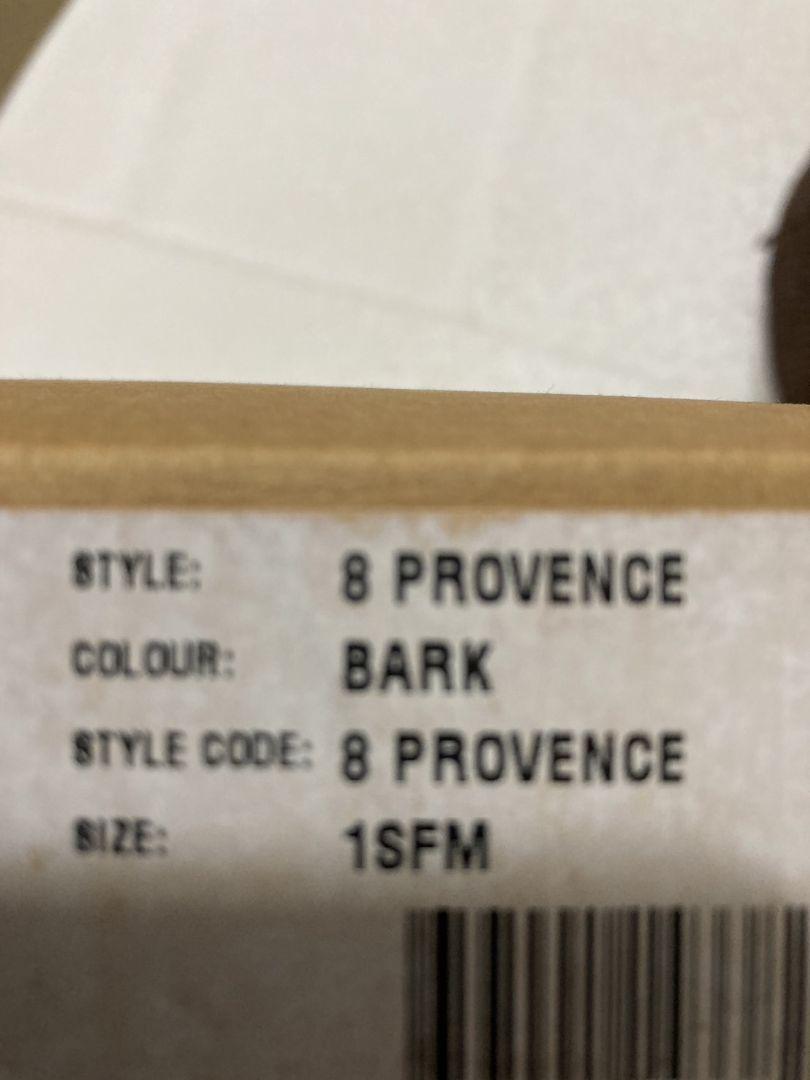 STYLE: 8 PROVENCE
COLOUR: BARK
STYLE CODE: 8 PROVENCE
SIZE: 1SFM